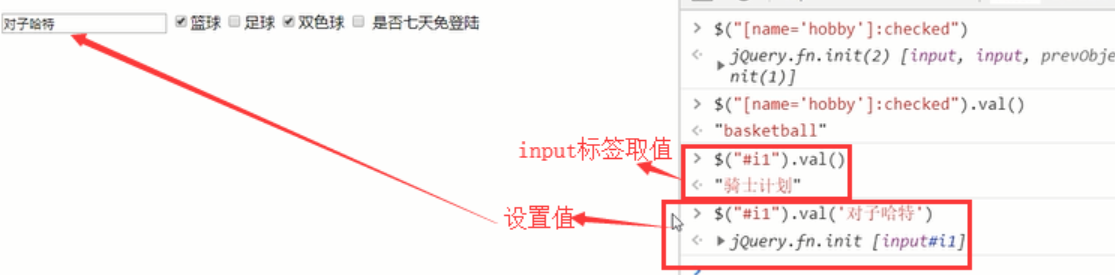 对子哈特 篮球 足球 双色球 是否七天免登陆
> $("[name='hobby']:checked")
jQuery.fn.init(2) [input, input, prevObje
nit(1)]
> $("[name='hobby']:checked").val()
"basketball"
input标签取值
> $("#i1").val()
"骑士计划"
设置值
> $("#i1").val('对子哈特')
jQuery.fn.init [input#i1]